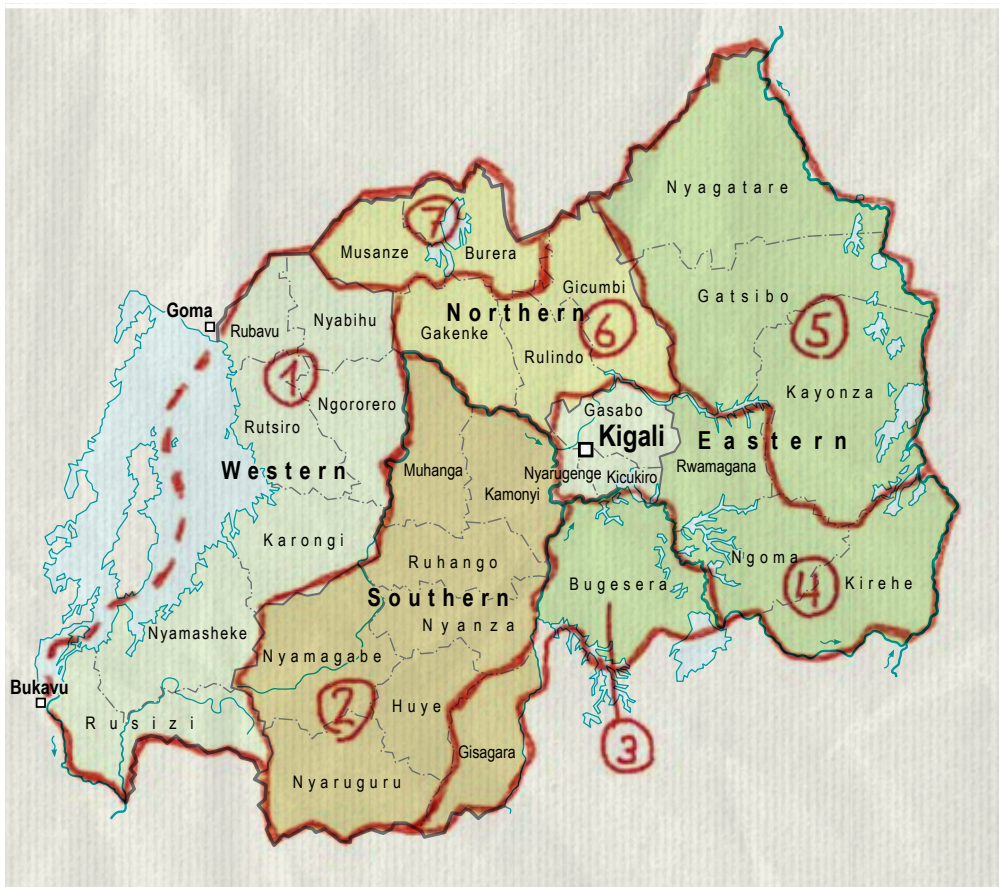 Nyagatare
7
Musanze
Burera
Gicumbi
Gatsibo
Goma
Rubavu
Nyabihu
Northern
Gakenke
6
5
Rulindo
1
Ngororero
Kayonza
Gasabo
Rutsiro
Kigali
Eastern
Western
Muhanga
Nyarugenge
Kicukiro
Rwamagana
Kamonyi
Karongi
Ruhango
Ngoma
Bugesera
4
Kirehe
Southern
Nyanza
Nyamasheke
Nyamagabe
Bukavu
2
Huye
Rusizi
3
Gisagara
Nyaruguru